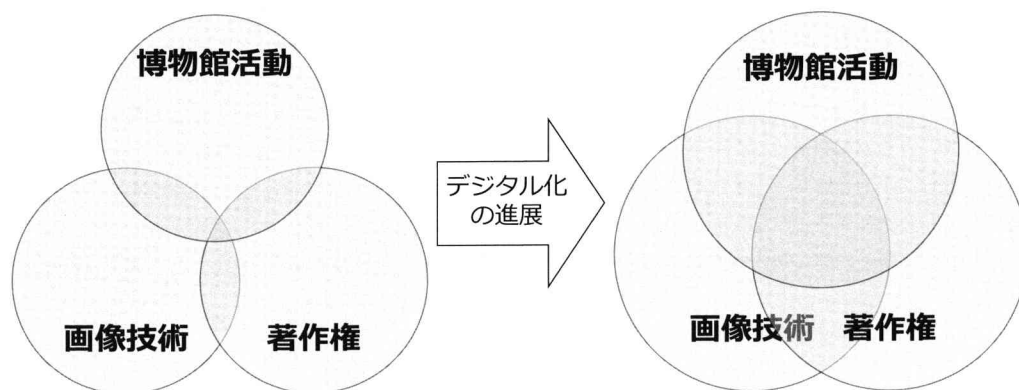 博物館活動
画像技術
著作権
デジタル化
の進展
博物館活動
画像技術
著作権